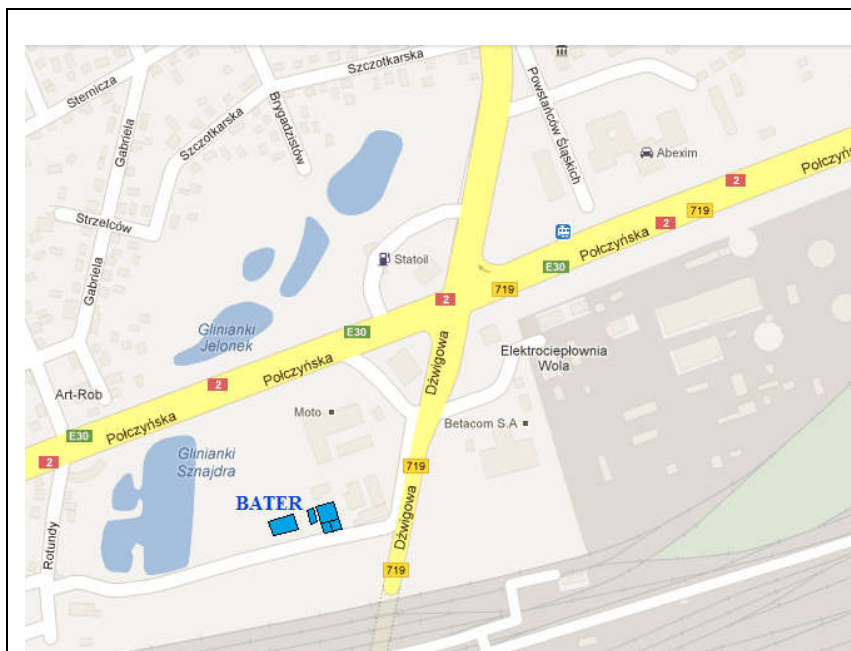 Szczotkarska
Sternicza
Gabriela
Brygadzistów
Szczotkarska
Powstańców Śląskich
Abexim
2
Połczyńs
Strzelców
719
2
Połczyńska
Statoil
E30
719
Gabriela
2
Glinianki
Jelonek
E30
Dźwigowa
Elektrociepłownia
Wola
Połczyńska
2
Art-Rob
Moto
Betacom S.A
Połczyńska
E30
2
Glinianki
Sznajdra
719
BATER
Dźwigowa
Rotundy
719